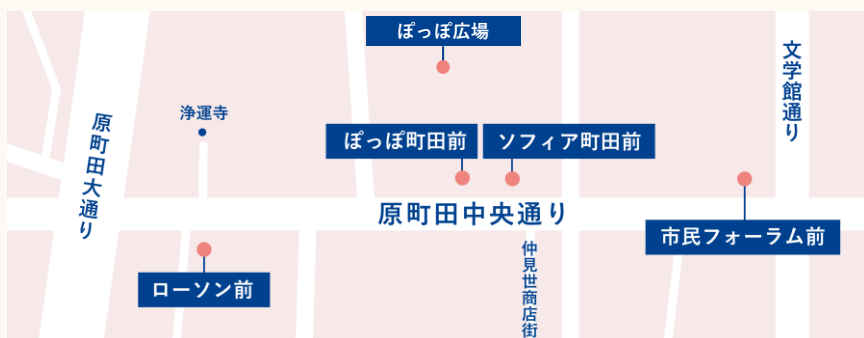 ぽっぽ広場
文学館通り
浄運寺
原町田大通り
ぽっぽ町田前
ソフィア町田前
原町田中央通り
市民フォーラム前
仲見世商店街
ローソン前